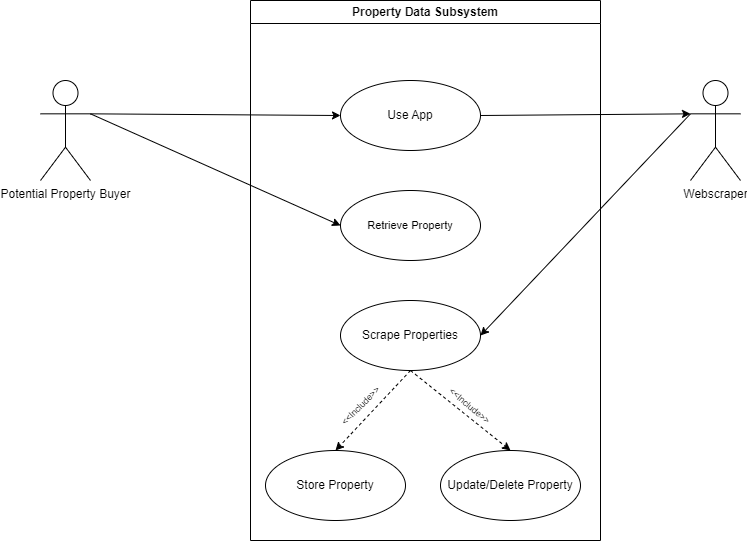 Property Data Subsystem
Use App
Potential Property Buyer
Webscraper
Retrieve Property
Scrape Properties
<<Include>>
<<Include>>
Store Property
Update/Delete Property